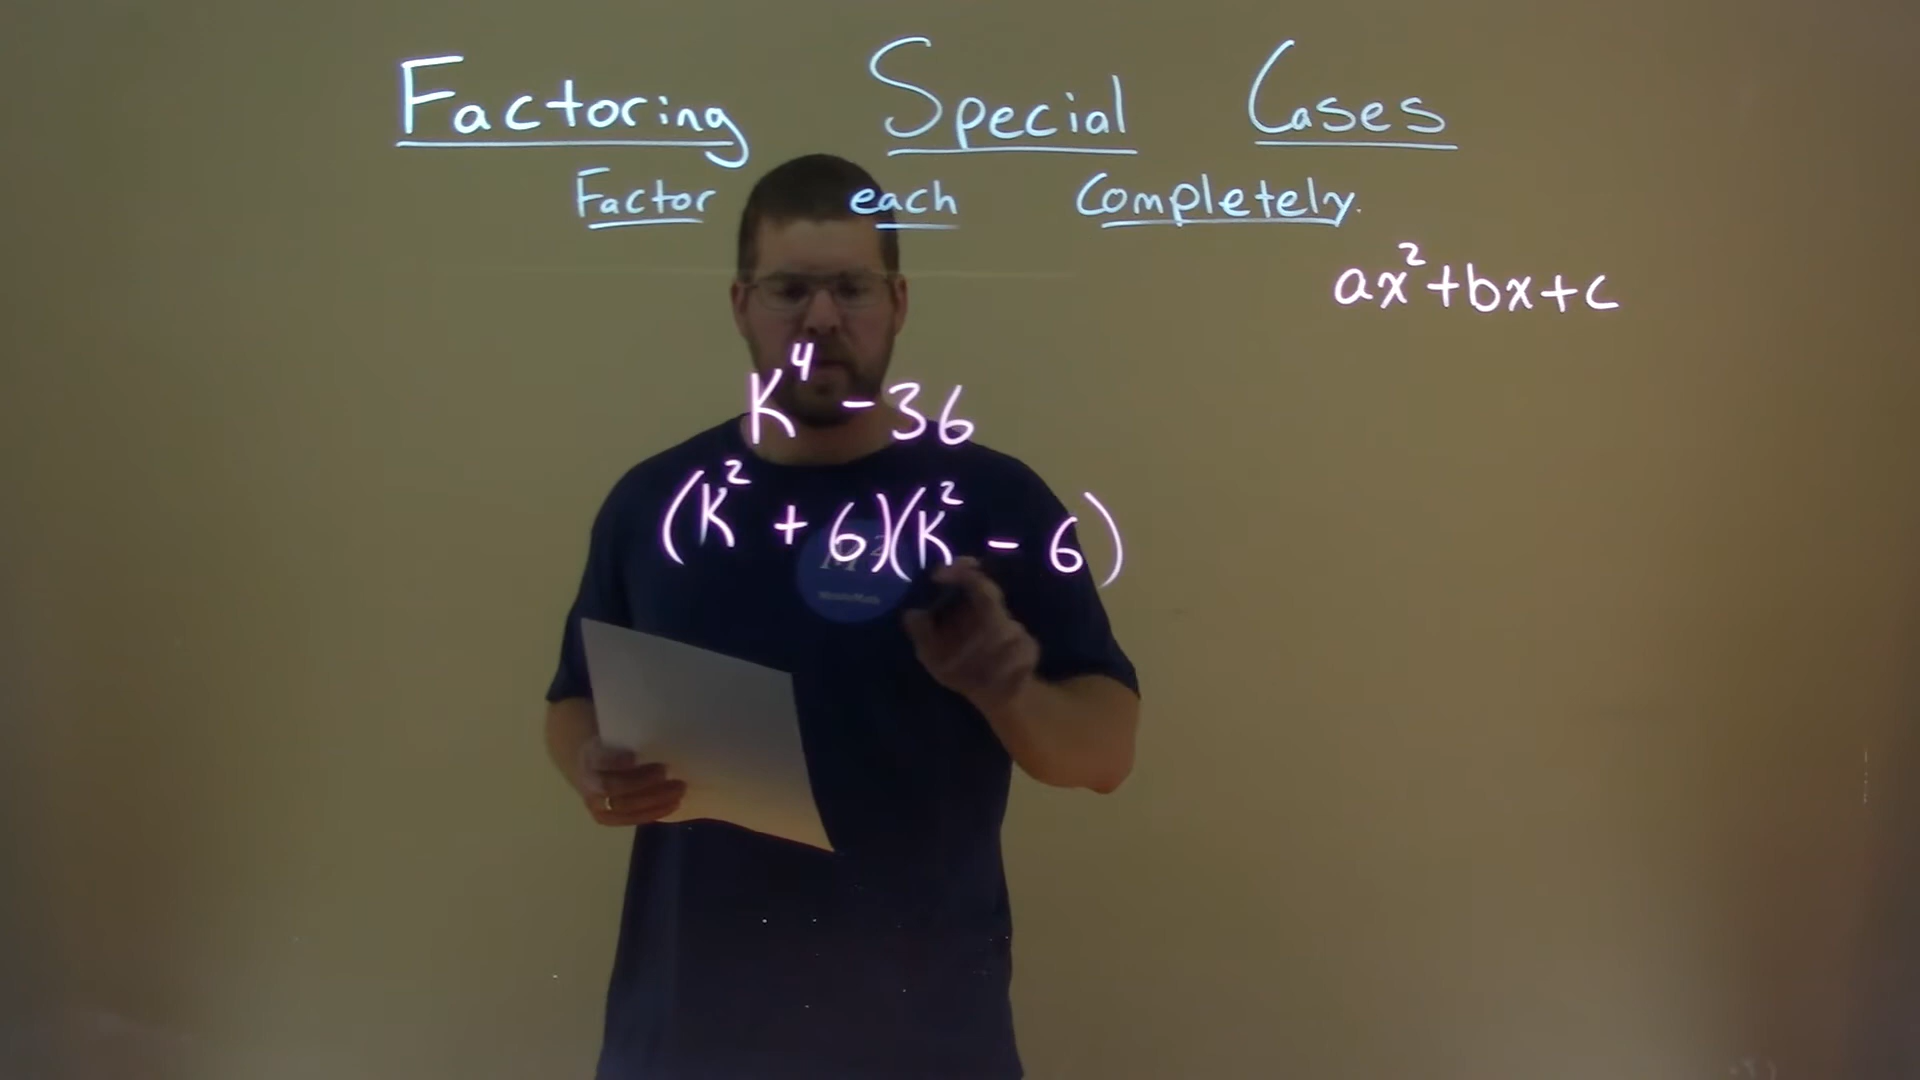 Factoring Special Cases
Factor each Completely.
ax²+bx+c
K⁴ - 36
(K² + 6)(K² - 6)